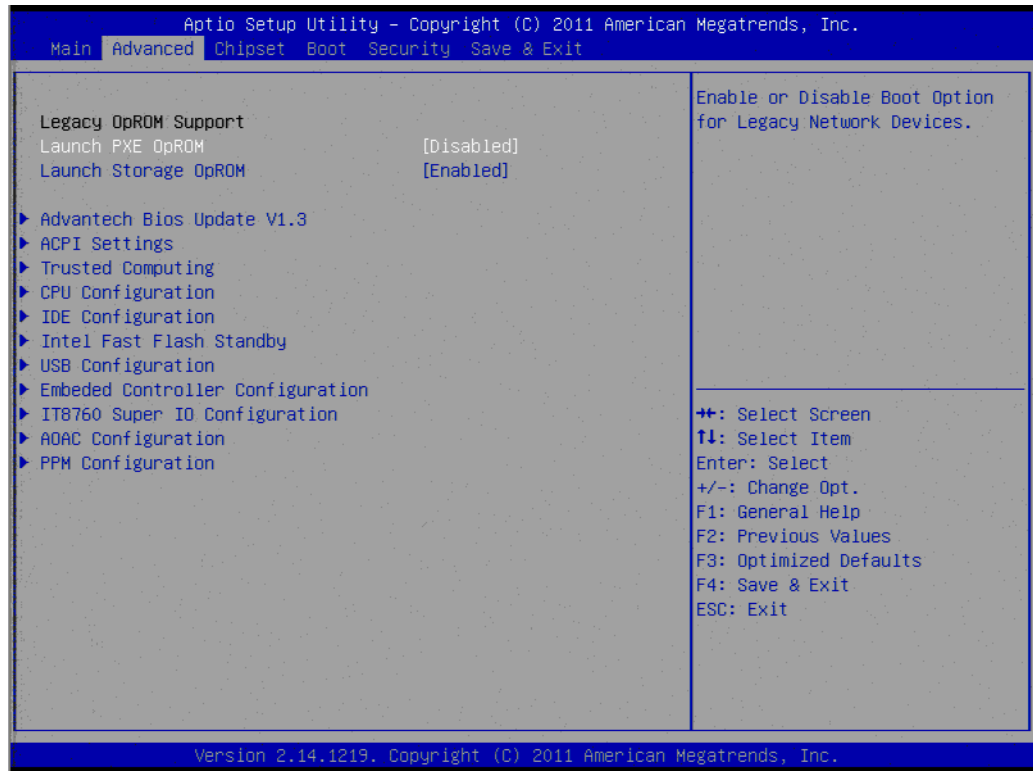 Aptio Setup Utility – Copyright (C) 2011 American Megatrends, Inc.
Main Advanced Chipset Boot Security Save & Exit
Legacy OpROM Support
Launch PXE OpROM [Disabled]
Launch Storage OpROM [Enabled]
Advantech Bios Update V1.3
ACPI Settings
Trusted Computing
CPU Configuration
IDE Configuration
Intel Fast Flash Standby
USB Configuration
Embeded Controller Configuration
IT8760 Super IO Configuration
AOAC Configuration
PPM Configuration
Enable or Disable Boot Option
for Legacy Network Devices.
→←: Select Screen
↑↓: Select Item
Enter: Select
+/-: Change Opt.
F1: General Help
F2: Previous Values
F3: Optimized Defaults
F4: Save & Exit
ESC: Exit
Version 2.14.1219. Copyright (C) 2011 American Megatrends, Inc.